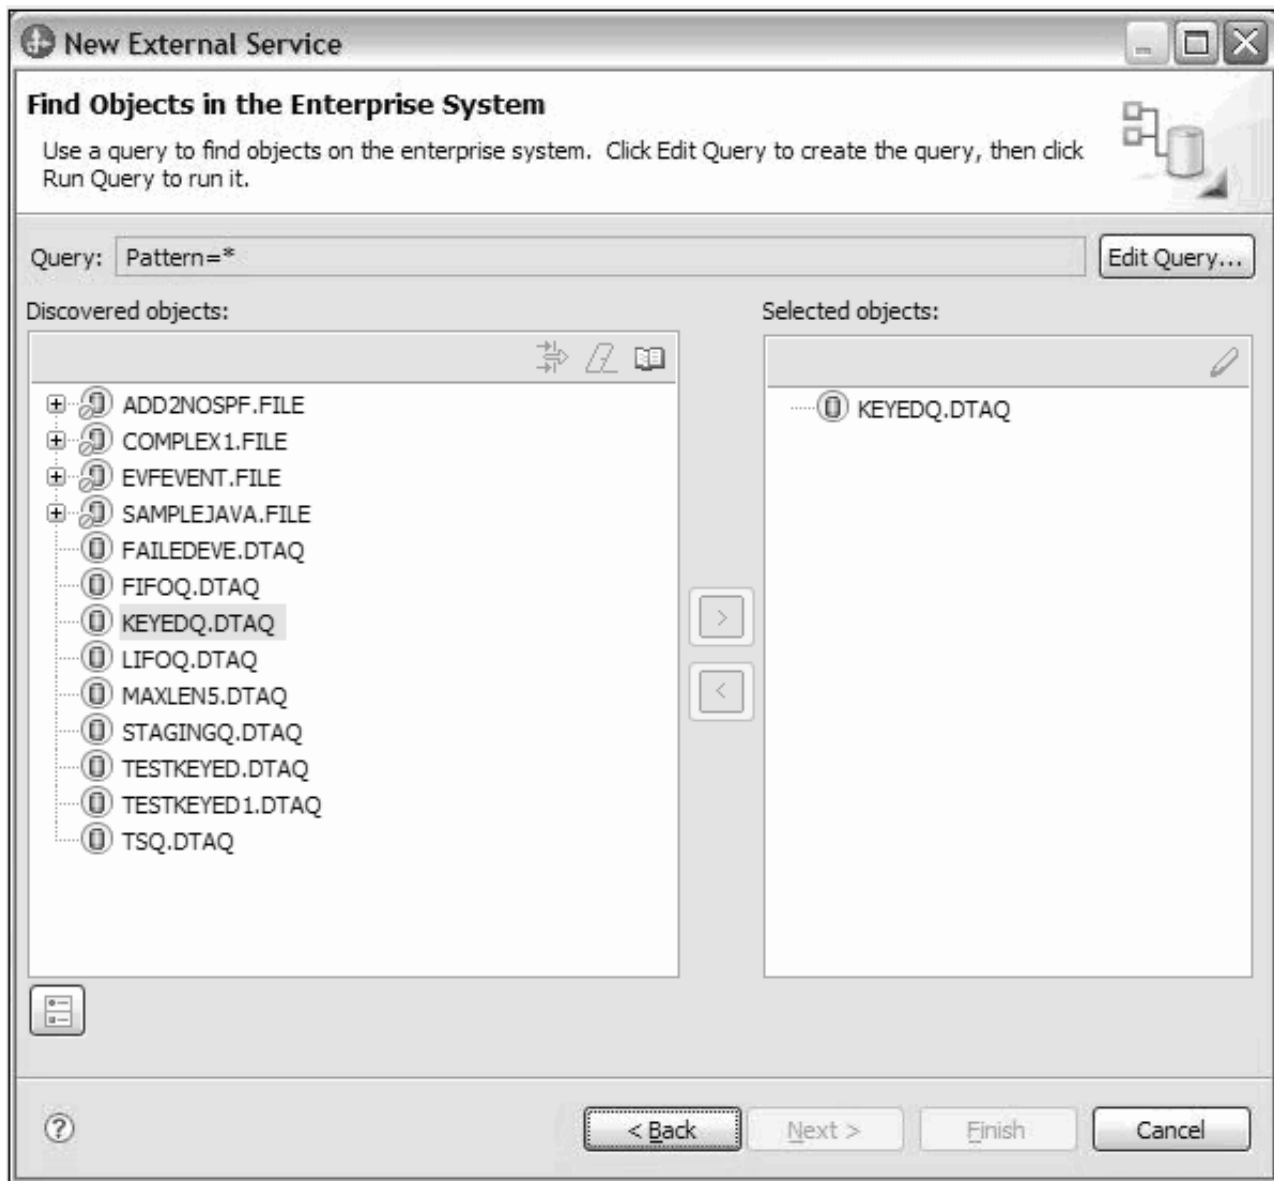 New External Service
Find Objects in the Enterprise System
Use a query to find objects on the enterprise system. Click Edit Query to create the query, then click
Run Query to run it.
Query: Pattern=* Edit Query...
Discovered objects: Selected objects:
ADD2NOSPF.FILE
KEYEDQ.DTAQ
COMPLEX1.FILE
EVFEVENT.FILE
SAMPLEJAVA.FILE
FAILEDEVE.DTAQ
FIFOQ.DTAQ
KEYEDQ.DTAQ
LIFOQ.DTAQ
MAXLEN5.DTAQ
STAGINGQ.DTAQ
TESTKEYED.DTAQ
TESTKEYED1.DTAQ
TSQ.DTAQ
< Back Next > Finish Cancel